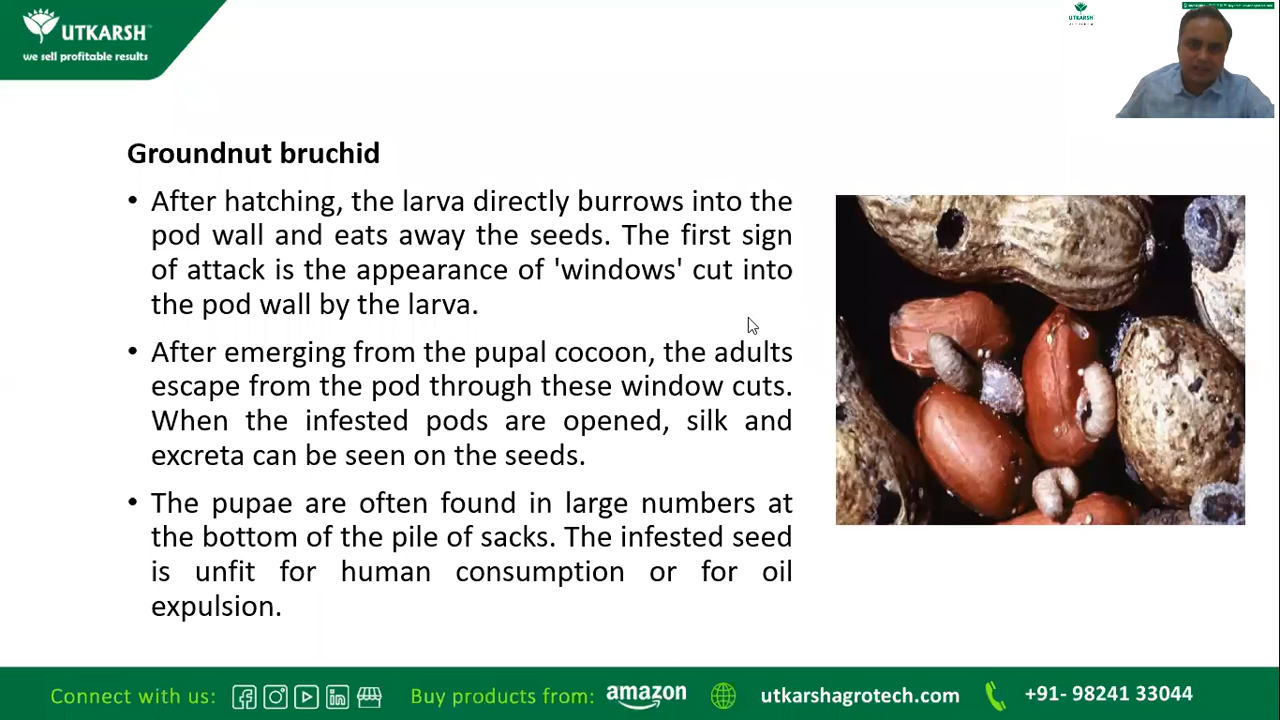 UTKARSH
we sell profitable results
UTKARSH
Groundnut bruchid
• After hatching, the larva directly burrows into the
pod wall and eats away the seeds. The first sign
of attack is the appearance of 'windows' cut into
the pod wall by the larva.
• After emerging from the pupal cocoon, the adults
escape from the pod through these window cuts.
When the infested pods are opened, silk and
excreta can be seen on the seeds.
• The pupae are often found in large numbers at
the bottom of the pile of sacks. The infested seed
is unfit for human consumption or for oil
expulsion.
Connect with us:
Buy products from: amazon
utkarshagrotech.com
+91- 98241 33044